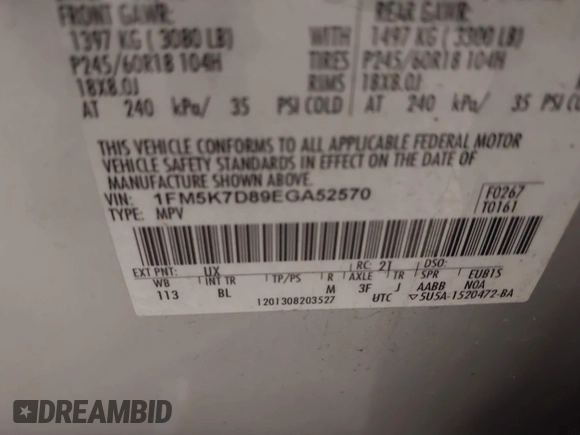 FRONT GAWR:
REAR GAWR:
1397 KG ( 3080 LB)
WITH
1497 KG ( 3300 LB)
P245/60R18 104H
TIRES
P245/60R18 104H
18X8.0J
RIMS
18X8.0J
AT 240 kPa/ 35 PSI COLD
AT 240 kPa/ 35 PSI COLD
THIS VEHICLE CONFORMS TO ALL APPLICABLE FEDERAL MOTOR
VEHICLE SAFETY STANDARDS IN EFFECT ON THE DATE OF
MANUFACTURE SHOWN ABOVE.
VIN: 1FM5K7D89EGA52570
F0267
TYPE: MPV
T0161
EXT PNT: UX RC: 21 DSO:
WB INT TR TP/PS R AXLE TR SPR EUB15
113 BL M 3F J AABB N0A
1201308203527 UTC ▽5U5A-1520472-BA
DREAMBID